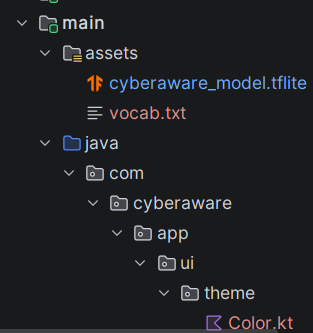 main
assets
cyberaware_model.tflite
vocab.txt
java
com
cyberaware
app
ui
theme
Color.kt